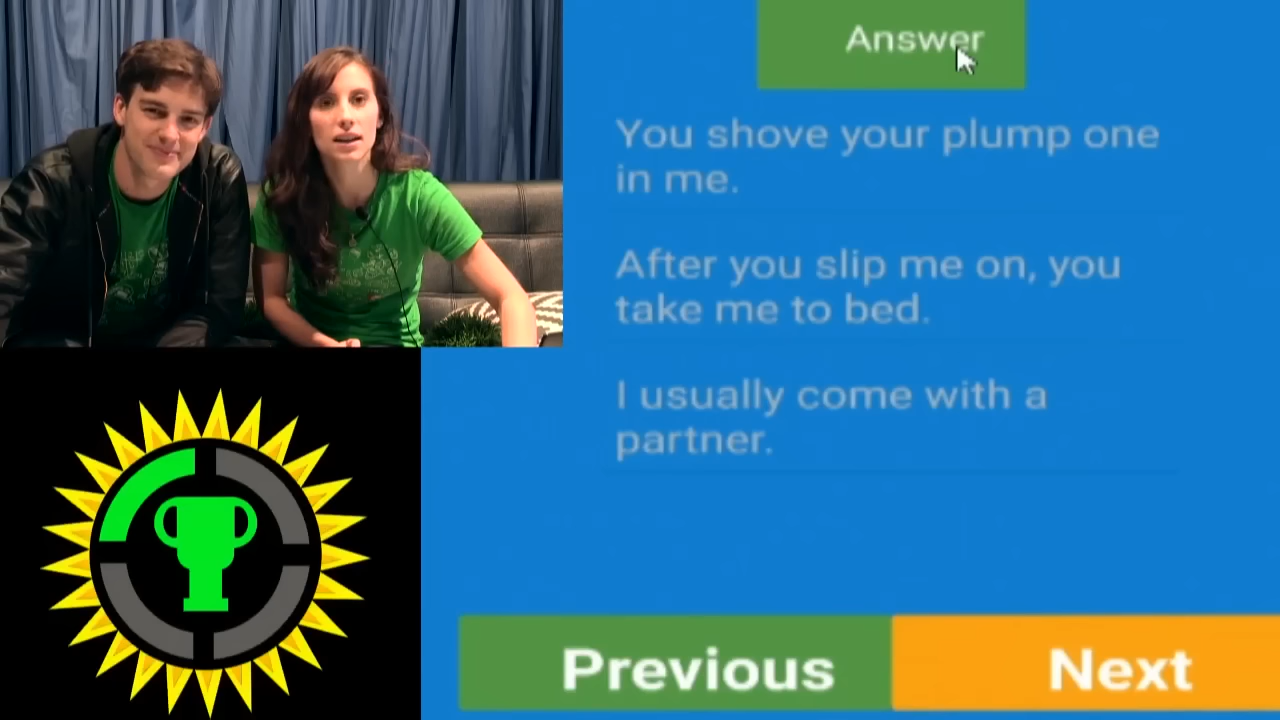 Answer
You shove your plump one
in me.
After you slip me on, you
take me to bed.
I usually come with a
partner.
Previous
Next